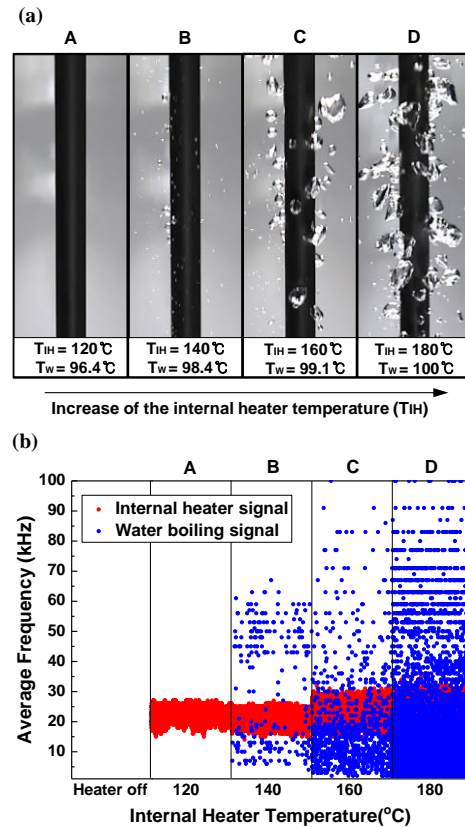 (a)
A B C D
TIH = 120℃ TIH = 140℃ TIH = 160℃ TIH = 180℃
TW = 96.4℃ TW = 98.4℃ TW = 99.1℃ TW = 100℃
Increase of the internal heater temperature (TIH)
(b)
A B C D
Internal heater signal
Water boiling signal
100
90
80
70
60
50
40
30
20
10
Average Frequency (kHz)
Heater off 120 140 160 180
Internal Heater Temperature(oC)